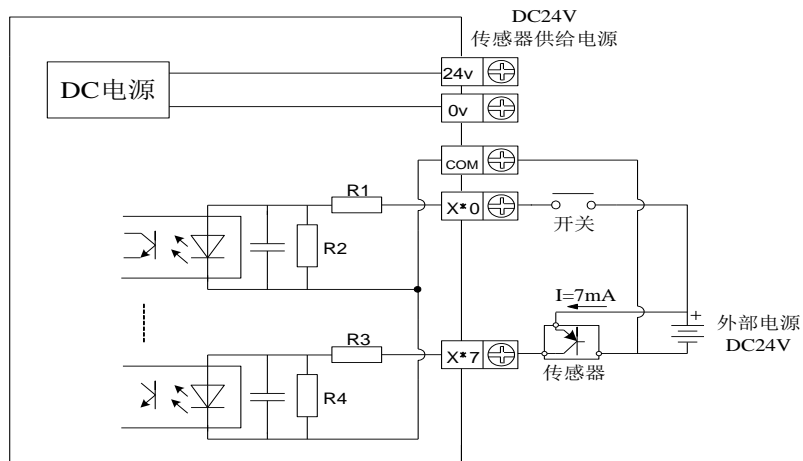 DC24V
传感器供给电源
24v
DC电源
0v
COM
R1
X*0
开关
R2
I=7mA
+
外部电源
DC24V
R3
X*7
传感器
R4